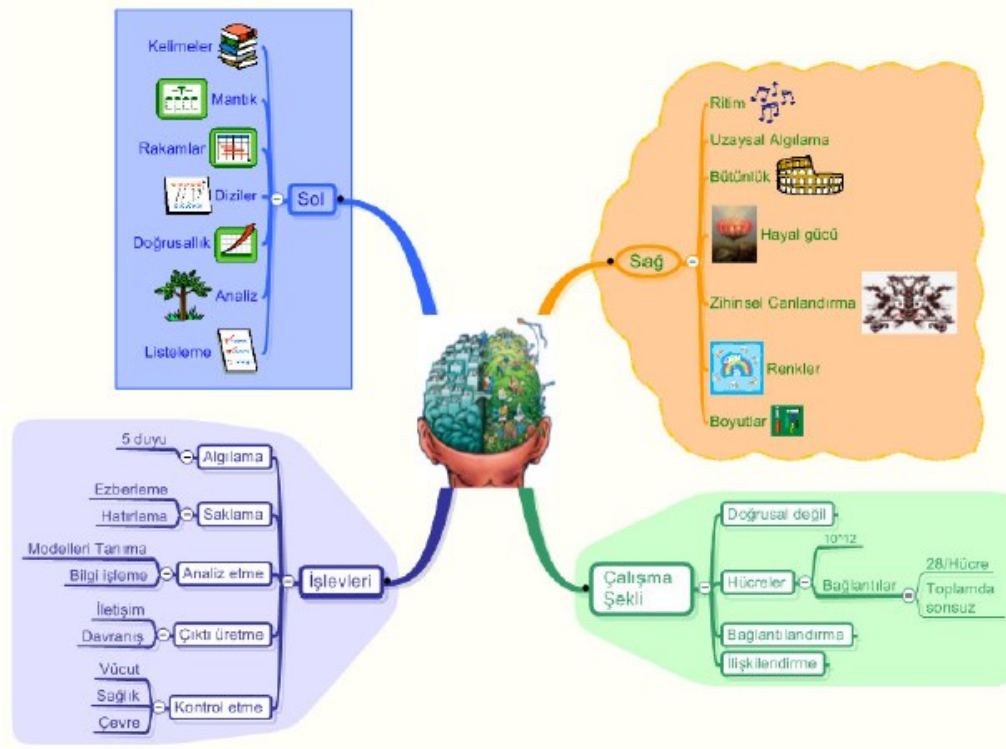 Kelimeler
Mantık
Rakamlar
Diziler
Doğrusallık
Analiz
Listeleme
Sol
Ritim
Uzaysal Algılama
Bütünlük
Hayal gücü
Zihinsel Canlandırma
Renkler
Boyutlar
Sağ
5 duyu
Algılama
Ezberleme
Hatırlama
Saklama
Modelleri Tanıma
Bilgi işleme
Analiz etme
İletişim
Davranış
Çıktı üretme
Vücut
Sağlık
Çevre
Kontrol etme
İşlevleri
Çalışma
Şekli
Doğrusal değil
Hücreler
10^12
Bağlantılar
28/Hücre
Toplamda
sonsuz
Bağlantılandırma
İlişkilendirme